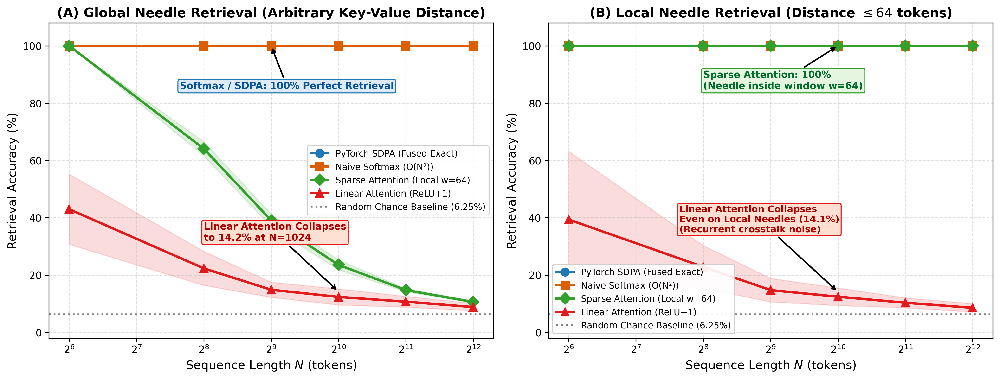 (A) Global Needle Retrieval (Arbitrary Key-Value Distance)
Retrieval Accuracy (%)
100
80
60
40
20
0
Softmax / SDPA: 100% Perfect Retrieval
PyTorch SDPA (Fused Exact)
Naive Softmax (O(N²))
Sparse Attention (Local w=64)
Linear Attention (ReLU+1)
Random Chance Baseline (6.25%)
Linear Attention Collapses
to 14.2% at N=1024
2⁶ 2⁷ 2⁸ 2⁹ 2¹⁰ 2¹¹ 2¹²
Sequence Length N (tokens)
(B) Local Needle Retrieval (Distance ≤64 tokens)
Retrieval Accuracy (%)
100
80
60
40
20
0
Sparse Attention: 100%
(Needle inside window w=64)
Linear Attention Collapses
Even on Local Needles (14.1%)
(Recurrent crosstalk noise)
PyTorch SDPA (Fused Exact)
Naive Softmax (O(N²))
Sparse Attention (Local w=64)
Linear Attention (ReLU+1)
Random Chance Baseline (6.25%)
2⁶ 2⁷ 2⁸ 2⁹ 2¹⁰ 2¹¹ 2¹²
Sequence Length N (tokens)